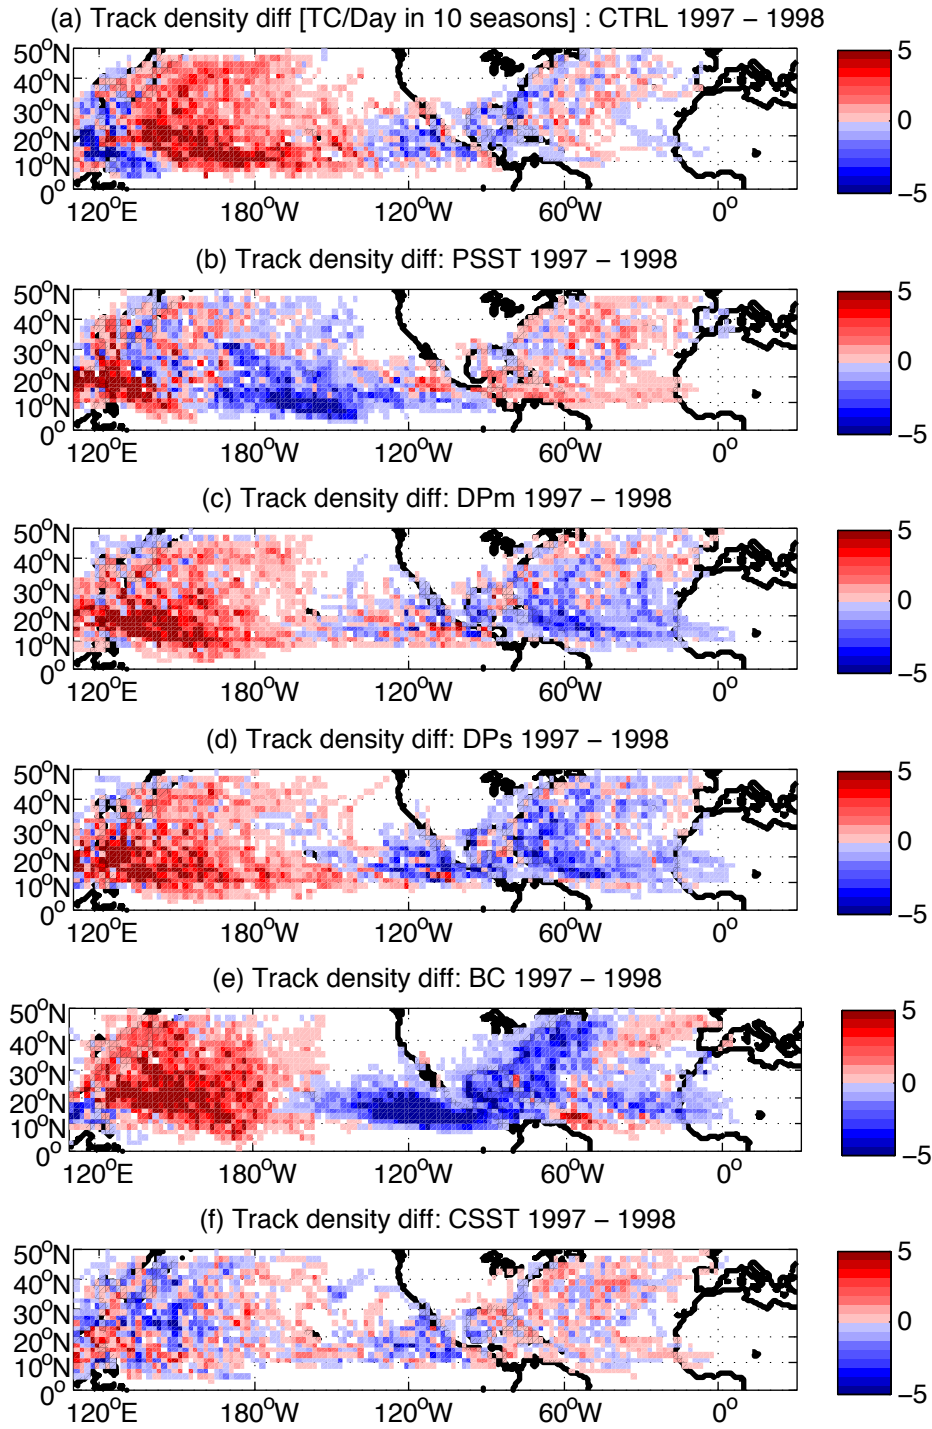 (a) Track density diff [TC/Day in 10 seasons] : CTRL 1997 − 1998
50°N
40°N
30°N
20°N
10°N
0°
120°E 180°W 120°W 60°W 0°
5
0
−5
(b) Track density diff: PSST 1997 − 1998
50°N
40°N
30°N
20°N
10°N
0°
120°E 180°W 120°W 60°W 0°
5
0
−5
(c) Track density diff: DPm 1997 − 1998
50°N
40°N
30°N
20°N
10°N
0°
120°E 180°W 120°W 60°W 0°
5
0
−5
(d) Track density diff: DPs 1997 − 1998
50°N
40°N
30°N
20°N
10°N
0°
120°E 180°W 120°W 60°W 0°
5
0
−5
(e) Track density diff: BC 1997 − 1998
50°N
40°N
30°N
20°N
10°N
0°
120°E 180°W 120°W 60°W 0°
5
0
−5
(f) Track density diff: CSST 1997 − 1998
50°N
40°N
30°N
20°N
10°N
0°
120°E 180°W 120°W 60°W 0°
5
0
−5